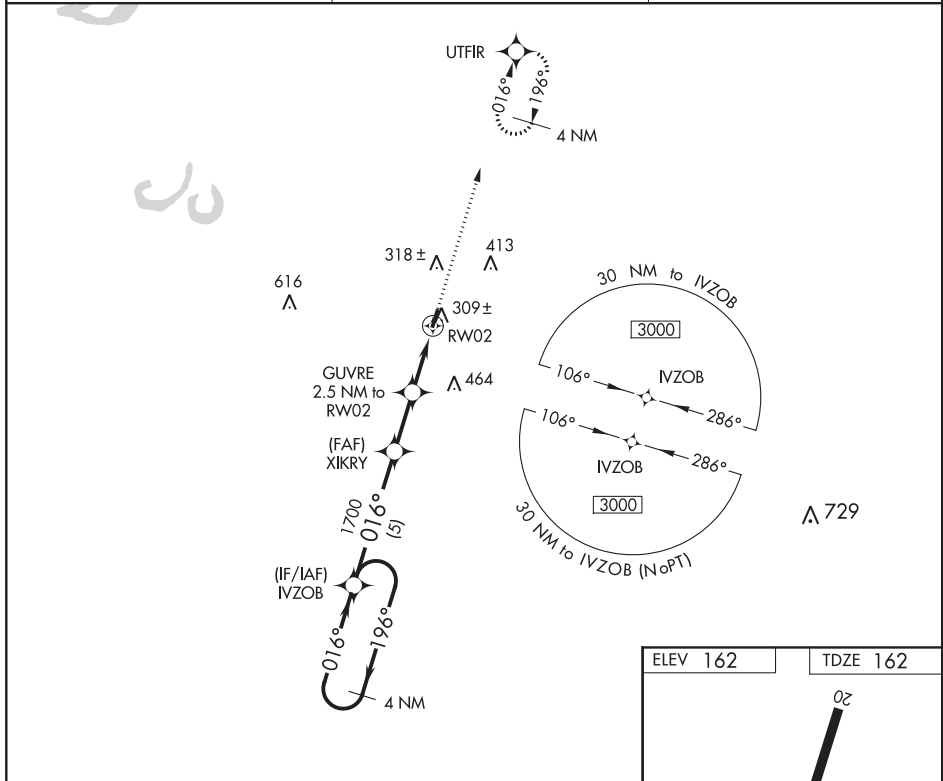 UTFIR
016°
196°
4 NM
318 ±
413
616
309 ±
RW02
GUVRE
2.5 NM to
RW02
464
(FAF)
XIKRY
1700
016°
(5)
(IF/IAF)
IVZOB
016°
196°
4 NM
30 NM to IVZOB
3000
106°
IVZOB
286°
106°
IVZOB
286°
3000
30 NM to IVZOB (NoPT)
729
ELEV 162
TDZE 162
20